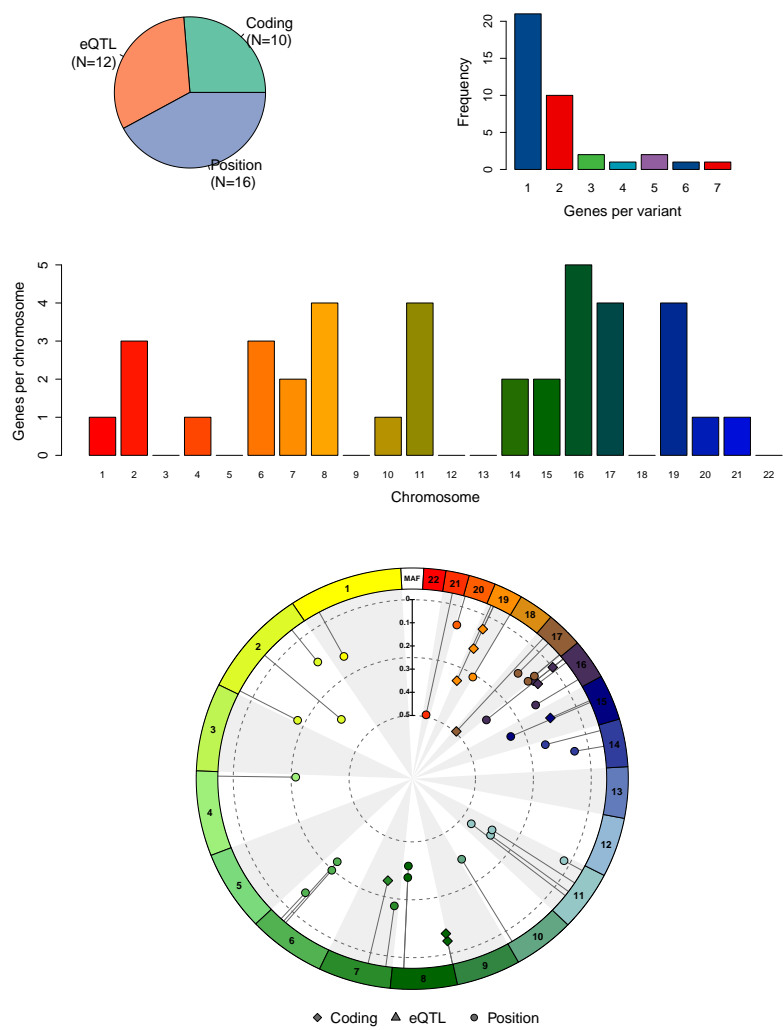 Coding
(N=10)
eQTL
(N=12)
Position
(N=16)
Frequency
20
15
10
5
0
1 2 3 4 5 6 7
Genes per variant
Genes per chromosome
5
4
3
2
1
0
1 2 3 4 5 6 7 8 9 10 11 12 13 14 15 16 17 18 19 20 21 22
Chromosome
MAF
22
21
20
19
18
17
16
15
14
13
12
11
10
9
8
7
6
5
4
3
2
1
0
0.1
0.2
0.3
0.4
0.5
Coding eQTL Position